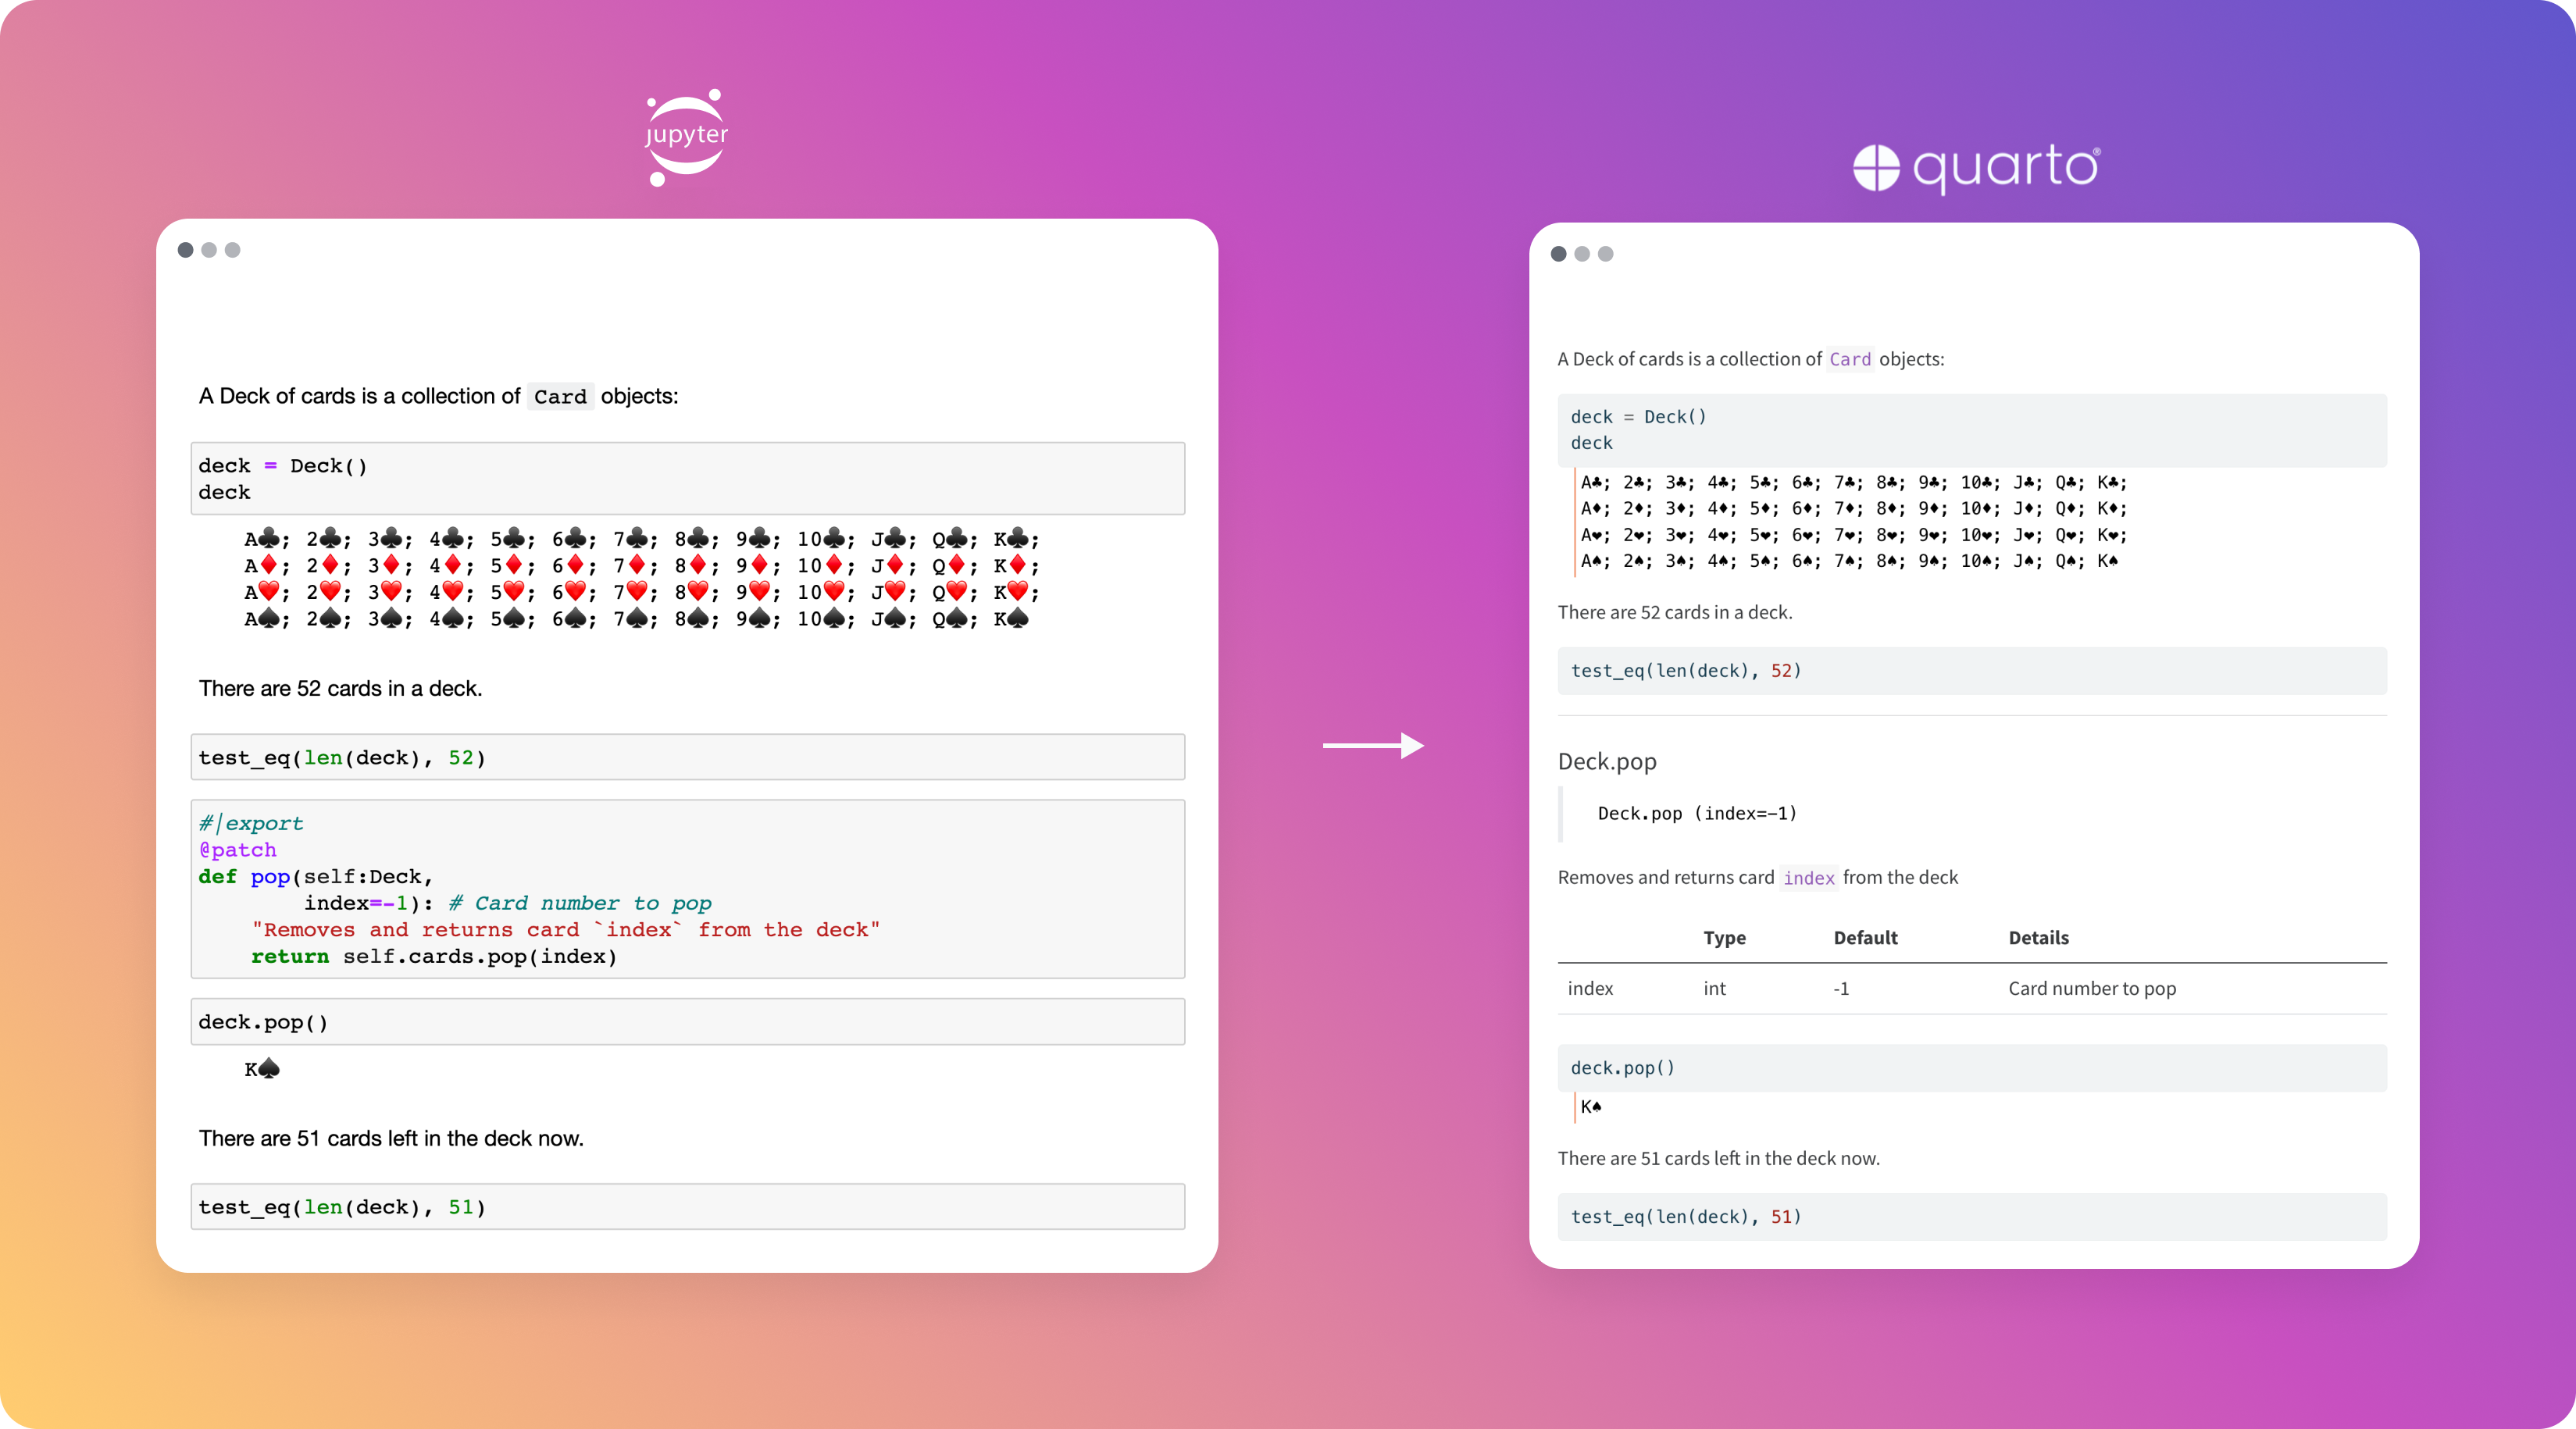 jupyter
A Deck of cards is a collection of Card objects:
deck = Deck()
deck
A♣; 2♣; 3♣; 4♣; 5♣; 6♣; 7♣; 8♣; 9♣; 10♣; J♣; Q♣; K♣;
A♦; 2♦; 3♦; 4♦; 5♦; 6♦; 7♦; 8♦; 9♦; 10♦; J♦; Q♦; K♦;
A♥; 2♥; 3♥; 4♥; 5♥; 6♥; 7♥; 8♥; 9♥; 10♥; J♥; Q♥; K♥;
A♠; 2♠; 3♠; 4♠; 5♠; 6♠; 7♠; 8♠; 9♠; 10♠; J♠; Q♠; K♠
There are 52 cards in a deck.
test_eq(len(deck), 52)
#|export
@patch
def pop(self:Deck,
        index=-1): # Card number to pop
    "Removes and returns card `index` from the deck"
    return self.cards.pop(index)
deck.pop()
K♠
There are 51 cards left in the deck now.
test_eq(len(deck), 51)
quarto®
A Deck of cards is a collection of Card objects:
deck = Deck()
deck
A♣; 2♣; 3♣; 4♣; 5♣; 6♣; 7♣; 8♣; 9♣; 10♣; J♣; Q♣; K♣;
A♦; 2♦; 3♦; 4♦; 5♦; 6♦; 7♦; 8♦; 9♦; 10♦; J♦; Q♦; K♦;
A♥; 2♥; 3♥; 4♥; 5♥; 6♥; 7♥; 8♥; 9♥; 10♥; J♥; Q♥; K♥;
A♠; 2♠; 3♠; 4♠; 5♠; 6♠; 7♠; 8♠; 9♠; 10♠; J♠; Q♠; K♠
There are 52 cards in a deck.
test_eq(len(deck), 52)
Deck.pop
Deck.pop (index=-1)
Removes and returns card index from the deck
Type Default Details
index int -1 Card number to pop
deck.pop()
K♠
There are 51 cards left in the deck now.
test_eq(len(deck), 51)